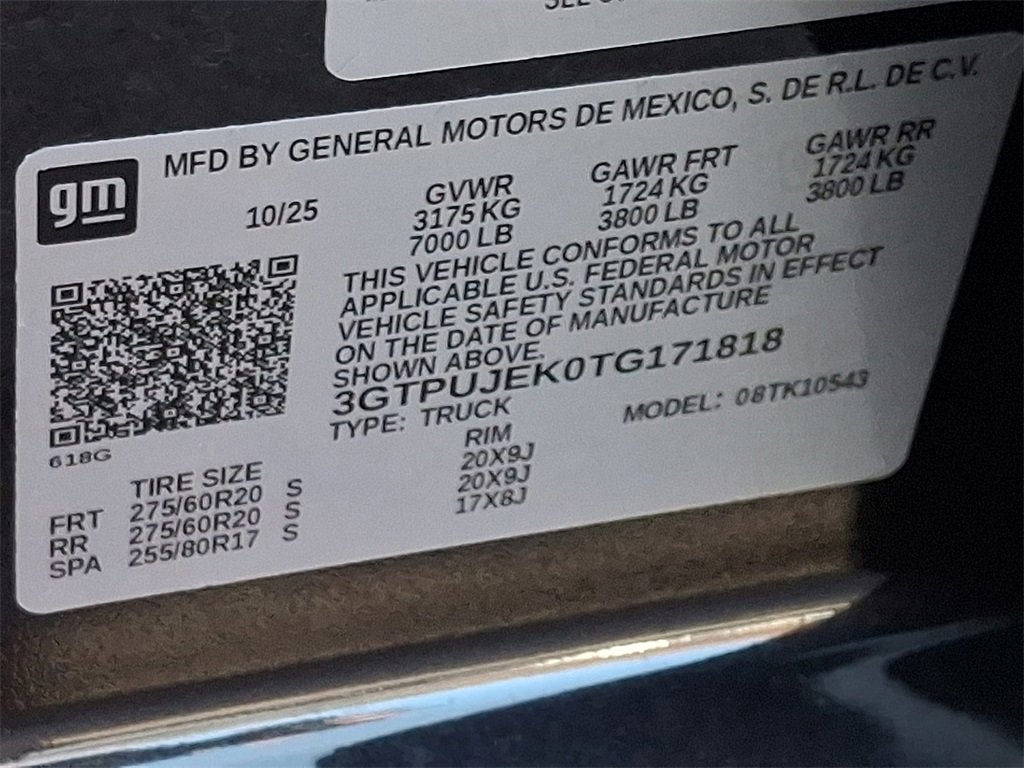 MFD BY GENERAL MOTORS DE MEXICO, S. DE R.L. DE C.V.
gm
10/25
GVWR
3175 KG
7000 LB
GAWR FRT
1724 KG
3800 LB
GAWR RR
1724 KG
3800 LB
THIS VEHICLE CONFORMS TO ALL
APPLICABLE U.S. FEDERAL MOTOR
VEHICLE SAFETY STANDARDS IN EFFECT
ON THE DATE OF MANUFACTURE
SHOWN ABOVE.
3GTPUJEK0TG171818
TYPE: TRUCK MODEL: 08TK10543
618G
TIRE SIZE RIM
FRT 275/60R20 S 20X9J
RR 275/60R20 S 20X9J
SPA 255/80R17 S 17X8J